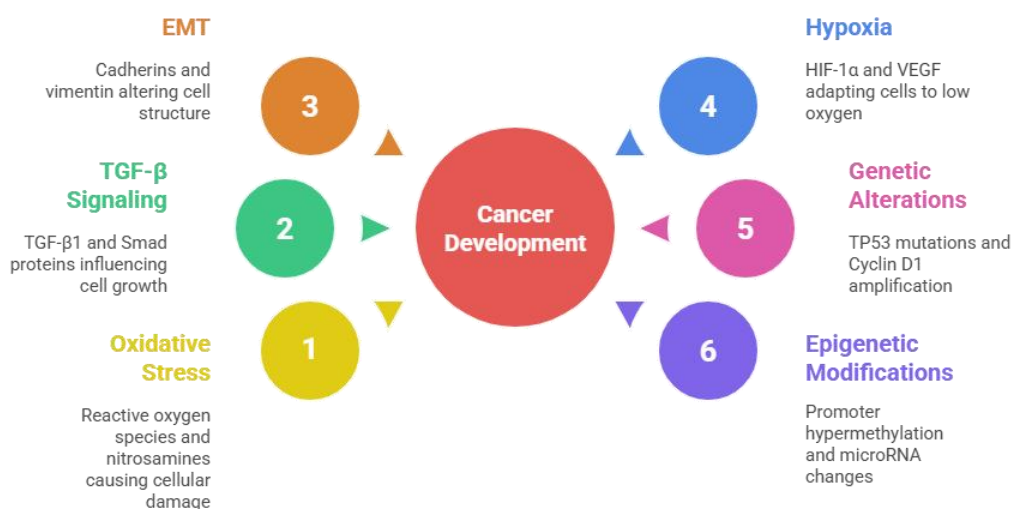 EMT
Cadherins and
vimentin altering cell
structure
3
TGF-β
Signaling
TGF-β1 and Smad
proteins influencing
cell growth
2
Oxidative
Stress
Reactive oxygen
species and
nitrosamines
causing cellular
damage
1
Cancer
Development
Hypoxia
HIF-1α and VEGF
adapting cells to low
oxygen
4
Genetic
Alterations
TP53 mutations and
Cyclin D1
amplification
5
Epigenetic
Modifications
Promoter
hypermethylation
and microRNA
changes
6